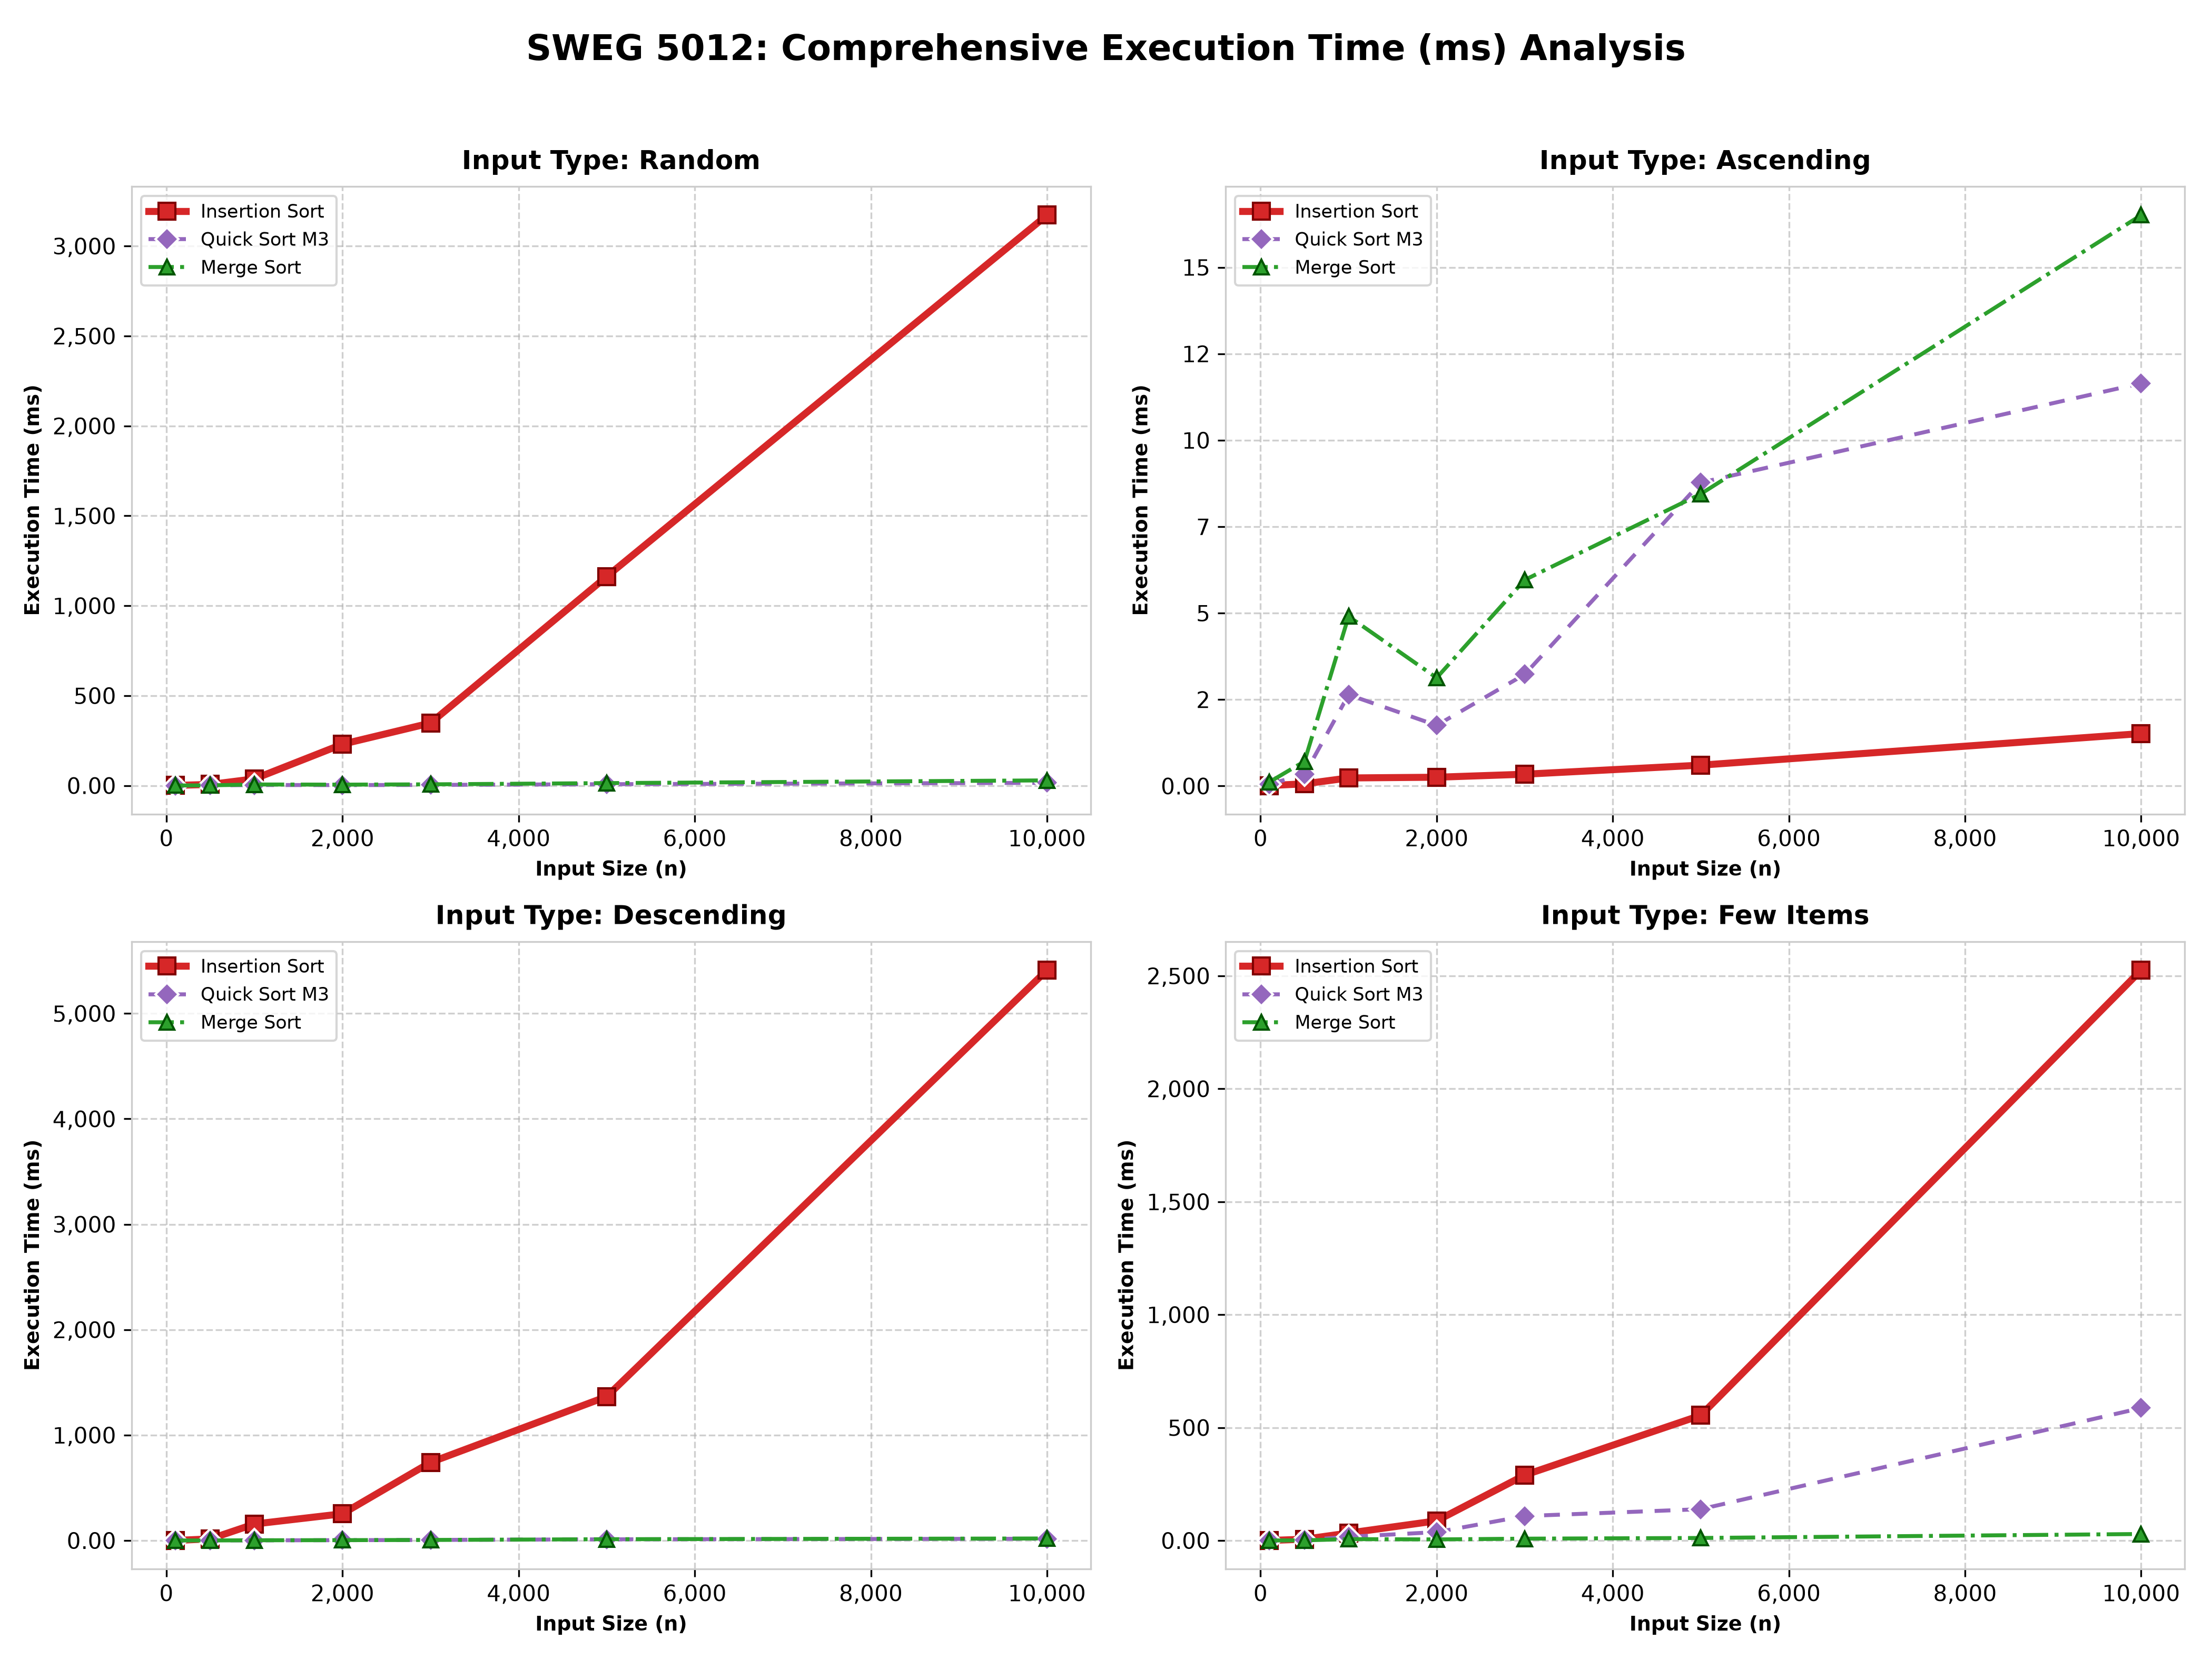 SWEG 5012: Comprehensive Execution Time (ms) Analysis
Input Type: Random
Insertion Sort
Quick Sort M3
Merge Sort
Execution Time (ms)
3,000
2,500
2,000
1,500
1,000
500
0.00
0 2,000 4,000 6,000 8,000 10,000
Input Size (n)
Input Type: Ascending
Insertion Sort
Quick Sort M3
Merge Sort
Execution Time (ms)
15
12
10
7
5
2
0.00
0 2,000 4,000 6,000 8,000 10,000
Input Size (n)
Input Type: Descending
Insertion Sort
Quick Sort M3
Merge Sort
Execution Time (ms)
5,000
4,000
3,000
2,000
1,000
0.00
0 2,000 4,000 6,000 8,000 10,000
Input Size (n)
Input Type: Few Items
Insertion Sort
Quick Sort M3
Merge Sort
Execution Time (ms)
2,500
2,000
1,500
1,000
500
0.00
0 2,000 4,000 6,000 8,000 10,000
Input Size (n)